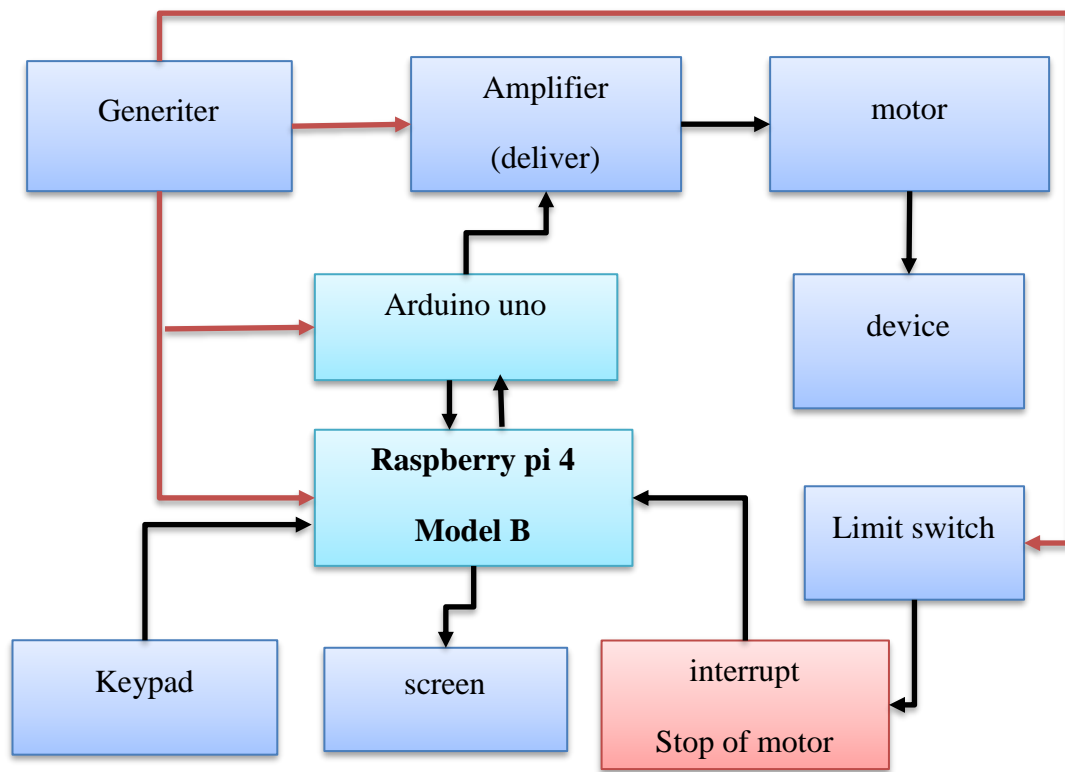 Generiter
Amplifier
(deliver)
motor
Arduino uno
device
Raspberry pi 4
Model B
Limit switch
Keypad
screen
interrupt
Stop of motor